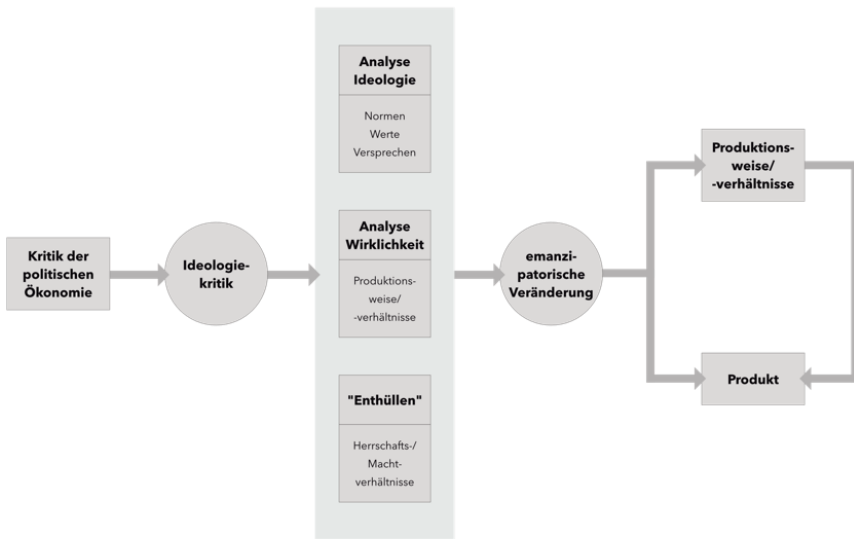 Kritik der
politischen
Ökonomie
Ideologie-
kritik
Analyse
Ideologie
Normen
Werte
Versprechen
Analyse
Wirklichkeit
Produktions-
weise/
-verhältnisse
"Enthüllen"
Herrschafts-/
Macht-
verhältnisse
emanzi-
patorische
Veränderung
Produktions-
weise/
-verhältnisse
Produkt